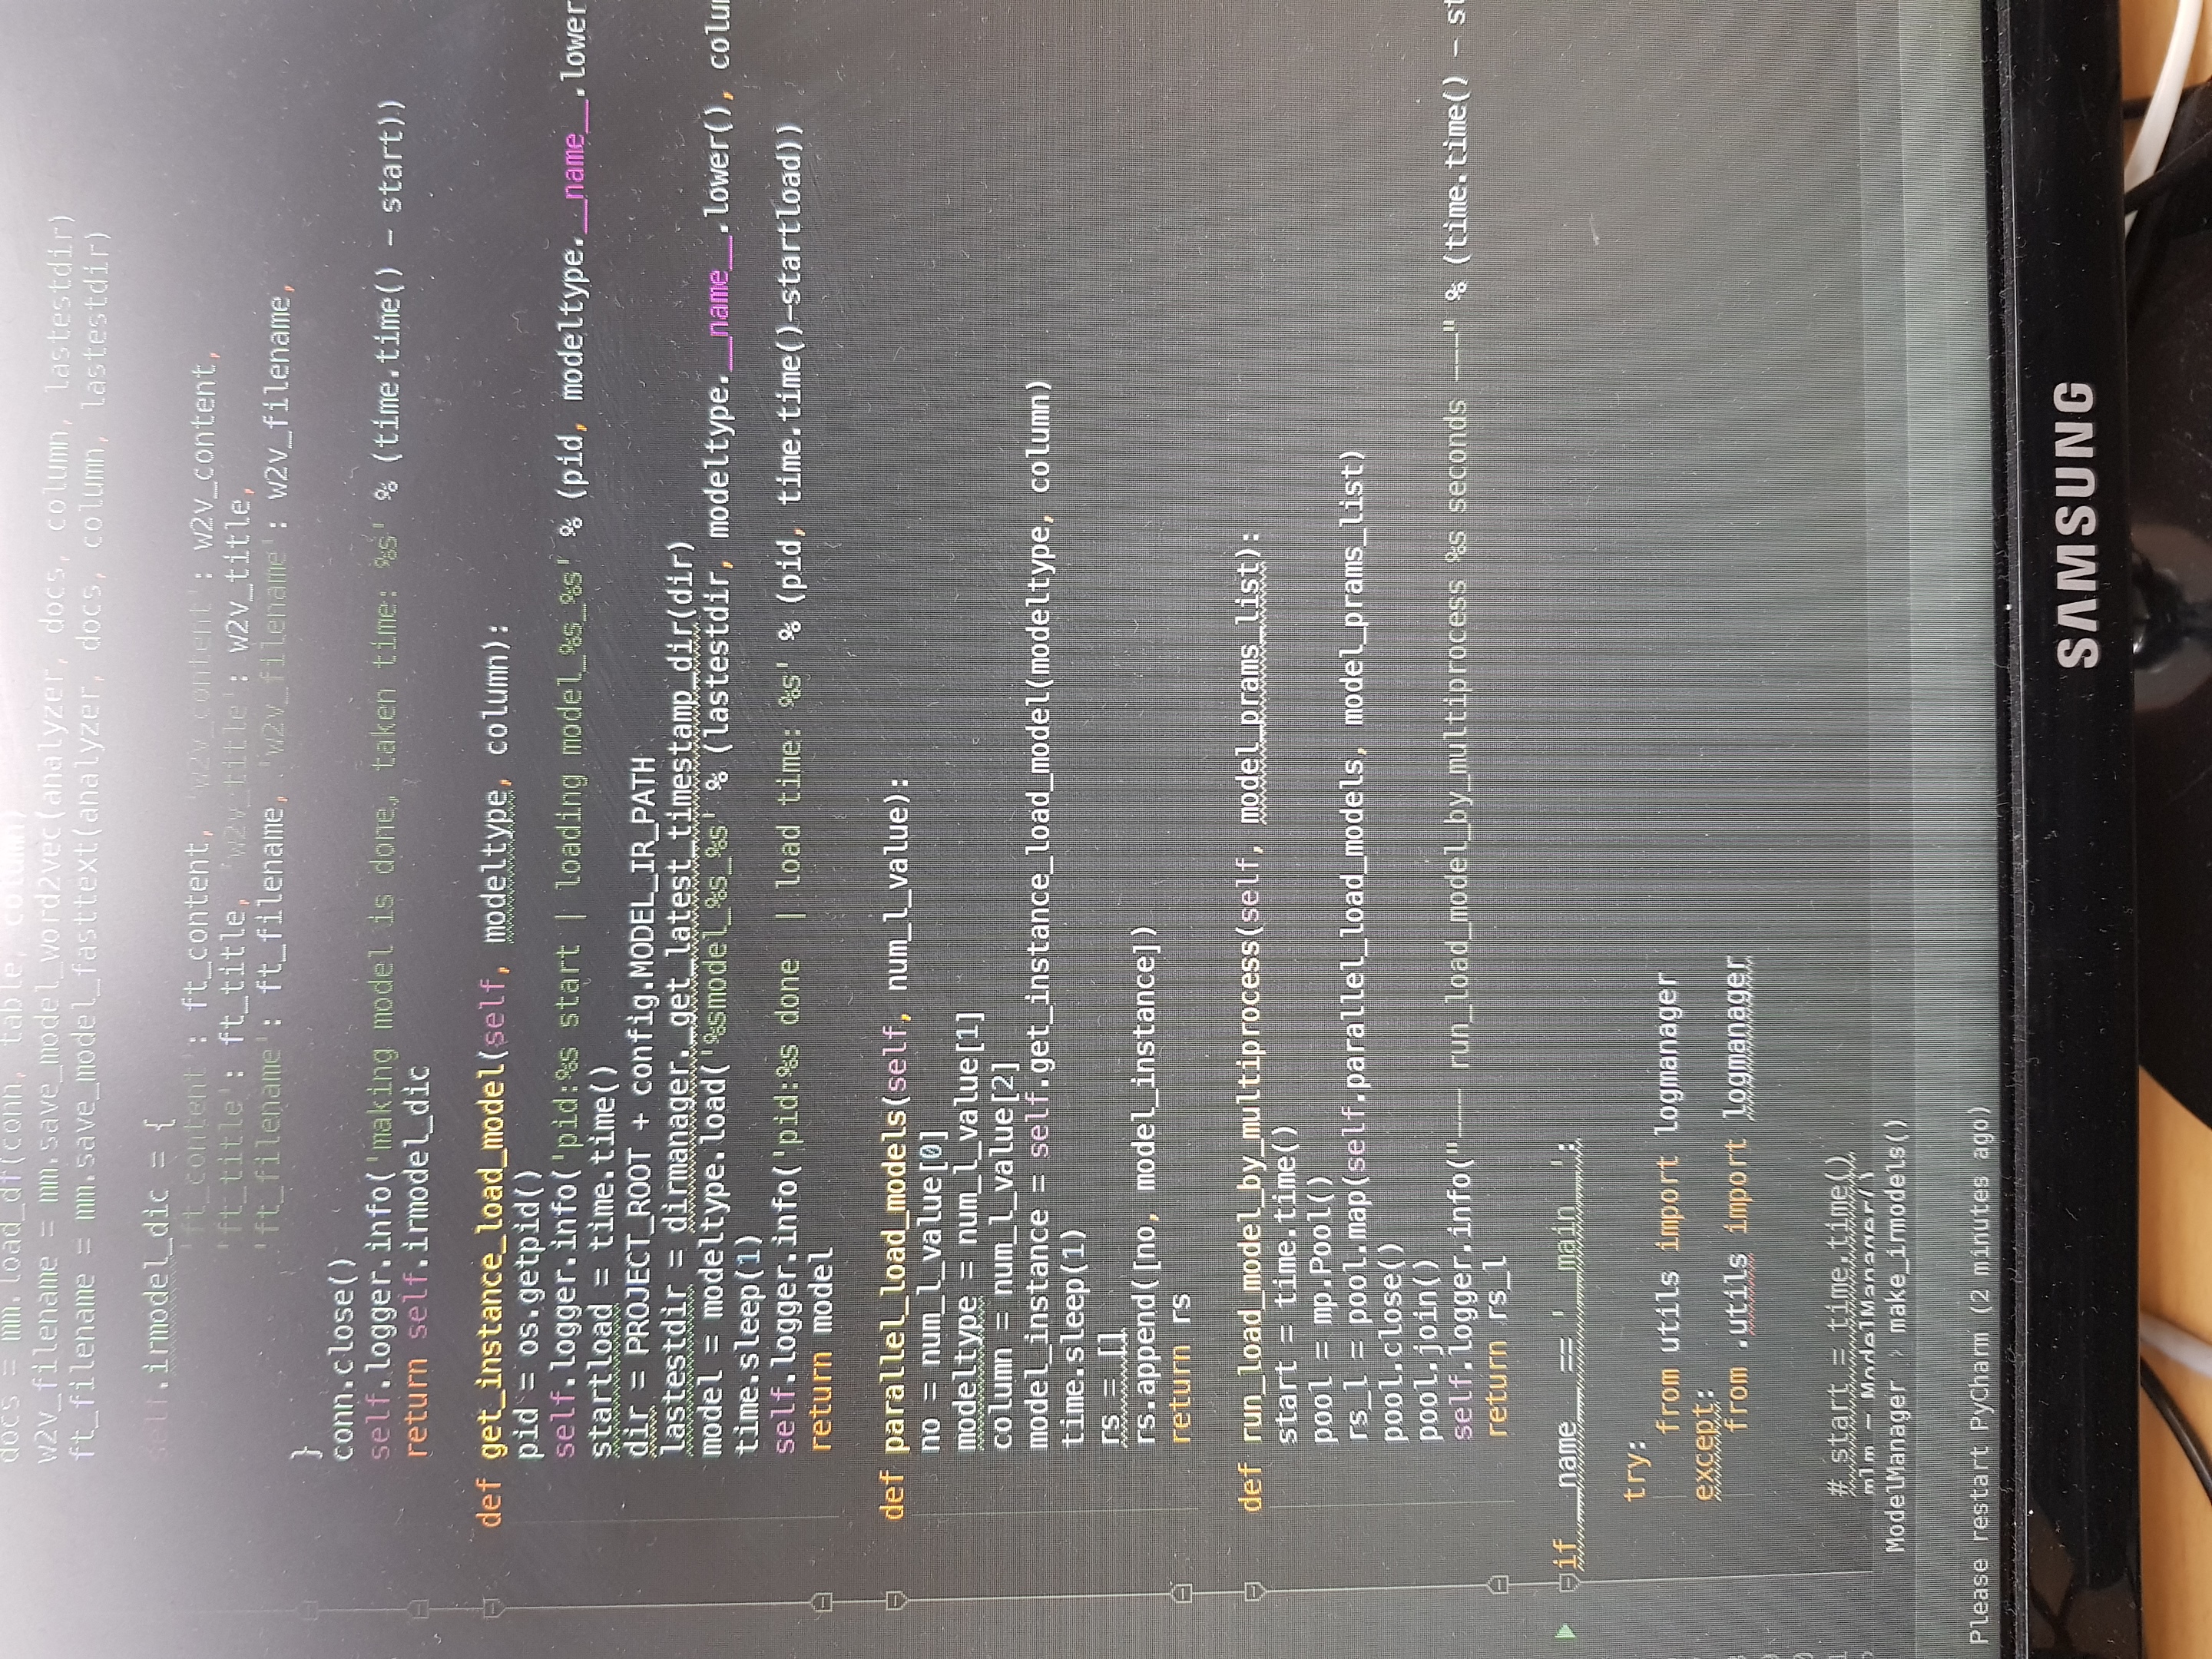 docs = mm.load_df(conn, table, column)
w2v_filename = mm.save_model_word2vec(analyzer, docs, column, lastestdir)
ft_filename = mm.save_model_fasttext(analyzer, docs, column, lastestdir)
self.irmodel_dic = {
'ft_content': ft_content, 'w2v_content': w2v_content,
'ft_title': ft_title, 'w2v_title': w2v_title,
'ft_filename': ft_filename, 'w2v_filename': w2v_filename,
}
conn.close()
self.logger.info('making model is done, taken time: %s' % (time.time() - start))
return self.irmodel_dic
def get_instance_load_model(self, modeltype, column):
pid = os.getpid()
self.logger.info('pid:%s start | loading model_%s_%s' % (pid, modeltype.__name__.lower
startload = time.time()
dir = PROJECT_ROOT + config.MODEL_IR_PATH
lastestdir = dirmanager._get_latest_timestamp_dir(dir)
model = modeltype.load('%smodel_%s_%s' % (lastestdir, modeltype.__name__.lower(), colu
time.sleep(1)
self.logger.info('pid:%s done  | load time: %s' % (pid, time.time()-startload))
return model
def parallel_load_models(self, num_l_value):
no = num_l_value[0]
modeltype = num_l_value[1]
column = num_l_value[2]
model_instance = self.get_instance_load_model(modeltype, column)
time.sleep(1)
rs = []
rs.append([no, model_instance])
return rs
def run_load_model_by_multiprocess(self, model_prams_list):
start = time.time()
pool = mp.Pool()
rs_l = pool.map(self.parallel_load_models, model_prams_list)
pool.close()
pool.join()
self.logger.info("--- run_load_model_by_multiprocess %s seconds ---" % (time.time() - st
return rs_l
if __name__ == '__main__':
try:
from utils import logmanager
except:
from .utils import logmanager
# start = time.time()
mlm = ModelManager()
ModelManager › make_irmodels()
Please restart PyCharm (2 minutes ago)
SAMSUNG